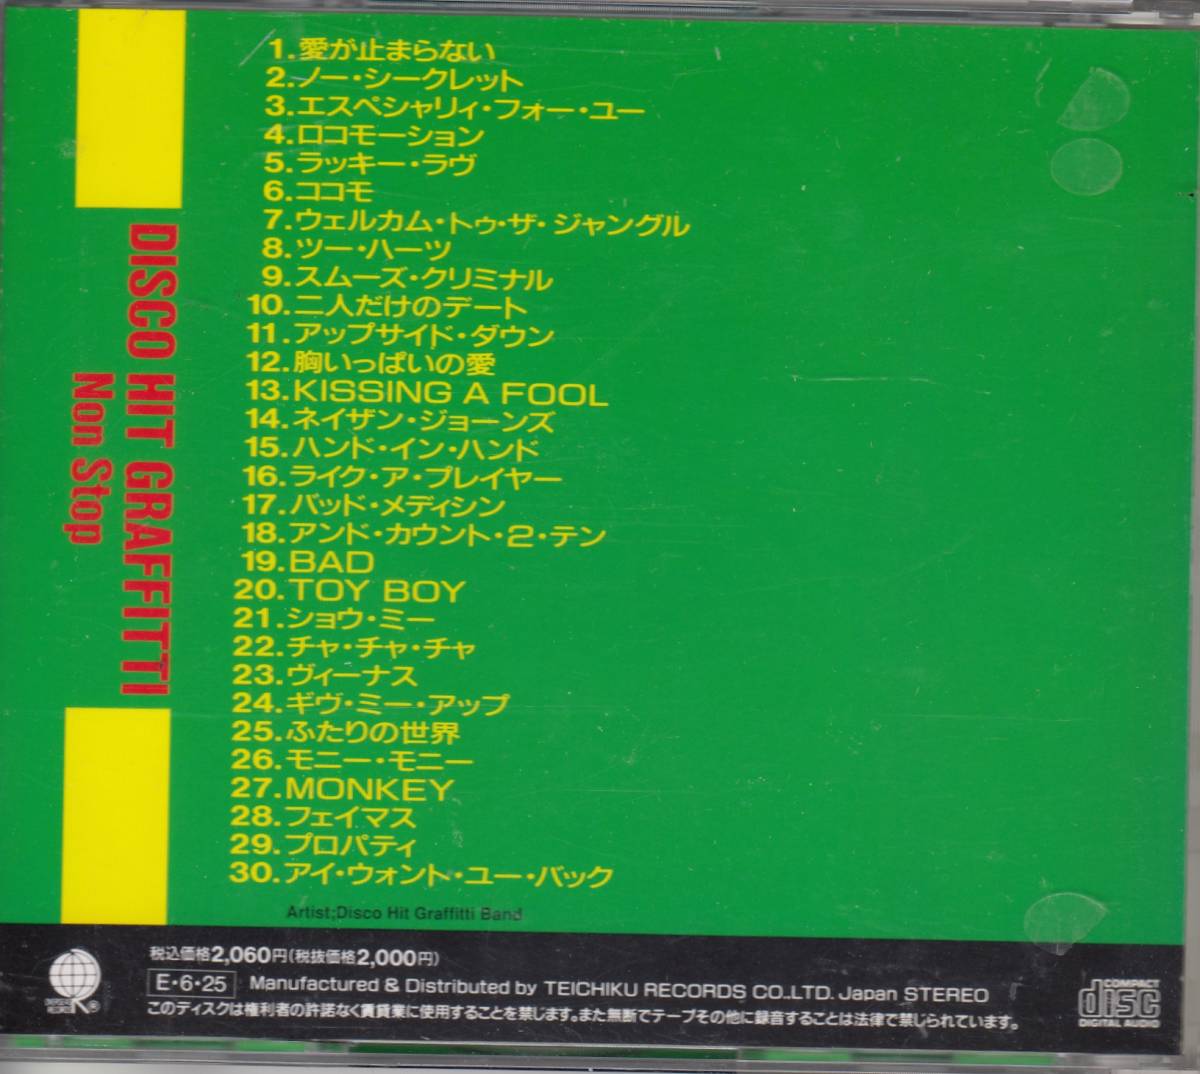 1.愛が止まらない
2.ノー・シークレット
3.エスペシャリィ・フォー・ユー
4.ロコモーション
5.ラッキー・ラヴ
6.ココモ
7.ウェルカム・トゥ・ザ・ジャングル
8.ツー・ハーツ
9.スムーズ・クリミナル
10.二人だけのデート
11.アップサイド・ダウン
12.胸いっぱいの愛
13.KISSING A FOOL
14.ネイザン・ジョーンズ
15.ハンド・イン・ハンド
16.ライク・ア・プレイヤー
17.バッド・メディシン
18.アンド・カウント・2・テン
19.BAD
20.TOY BOY
21.ショウ・ミー
22.チャ・チャ・チャ
23.ヴィーナス
24.ギヴ・ミー・アップ
25.ふたりの世界
26.モニー・モニー
27.MONKEY
28.フェイマス
29.プロパティ
30.アイ・ウォント・ユー・バック
Artist;Disco Hit Graffitti Band
DISCO HIT GRAFFITTI
Non Stop
税込価格2,060円(税抜価格2,000円)
E・6・25 Manufactured & Distributed by TEICHIKU RECORDS CO.,LTD. Japan STEREO
このディスクは権利者の許諾なく賃貸業に使用することを禁じます。また無断でテープその他に録音することは法律で禁じられています。
COMPACT
disc
DIGITAL AUDIO